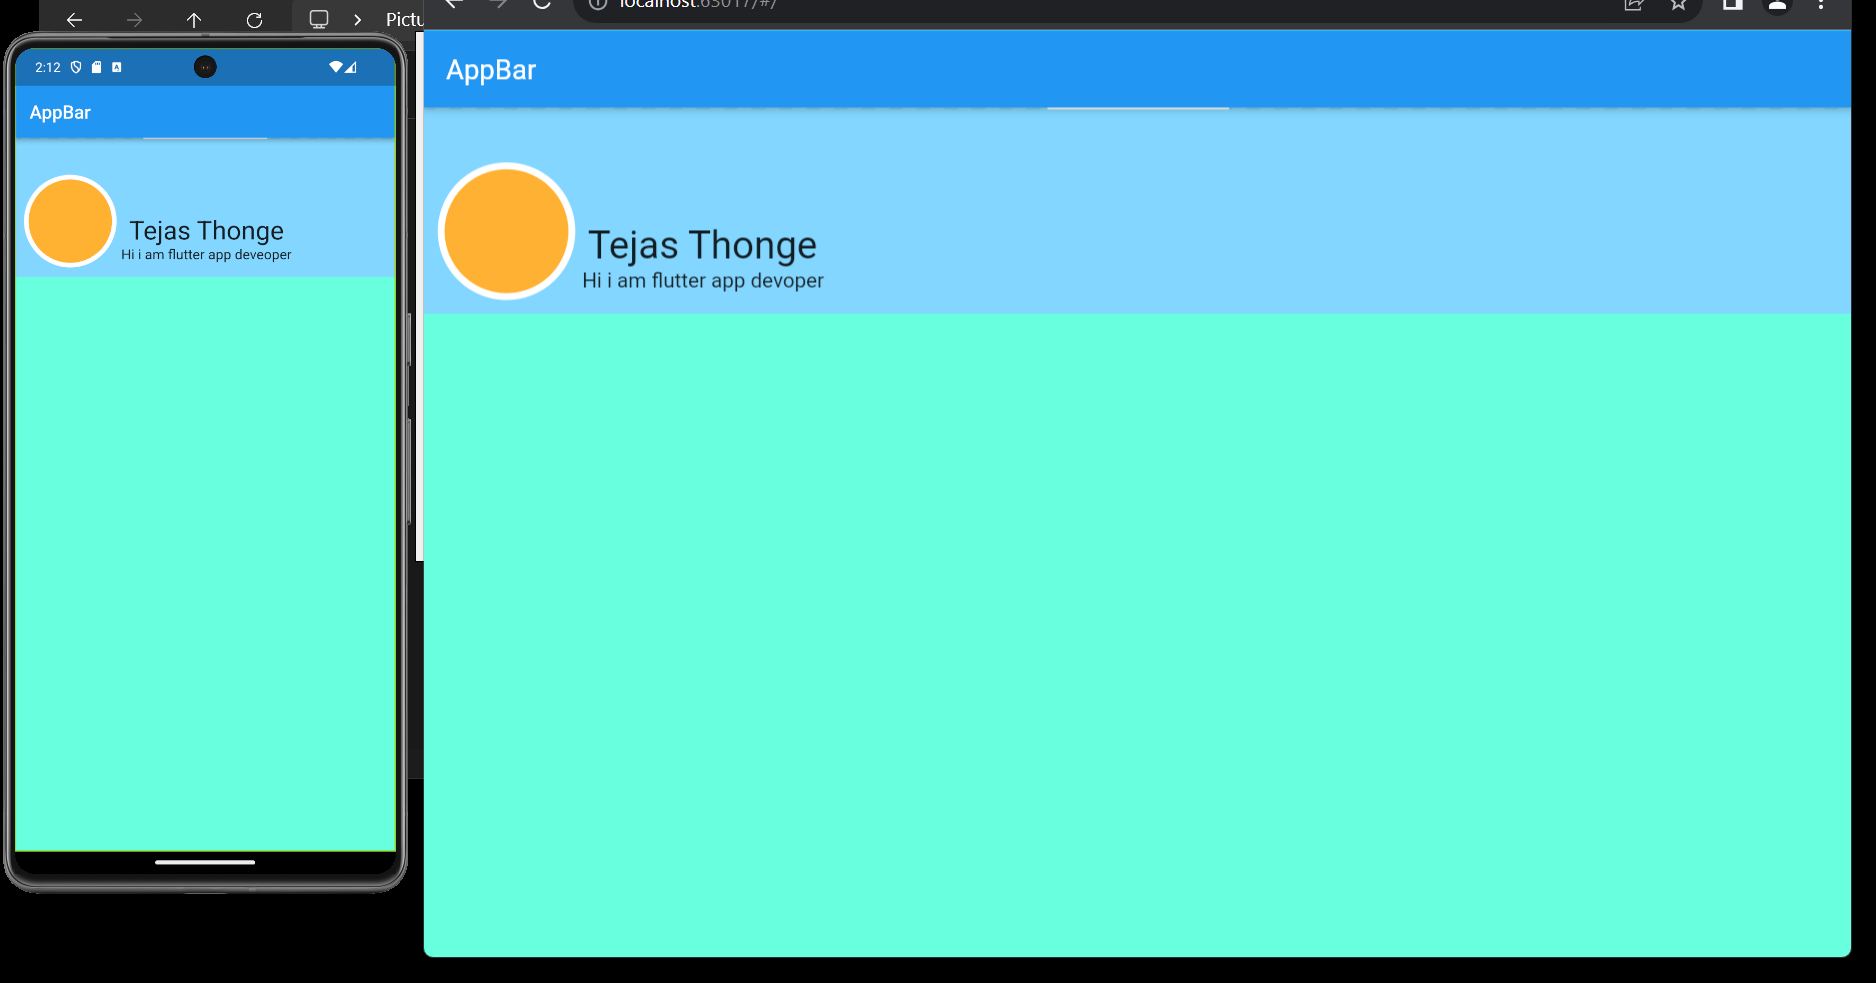 Pictu
localhost:63017/#/
2:12
AppBar
Tejas Thonge
Hi i am flutter app deveoper
AppBar
Tejas Thonge
Hi i am flutter app devoper